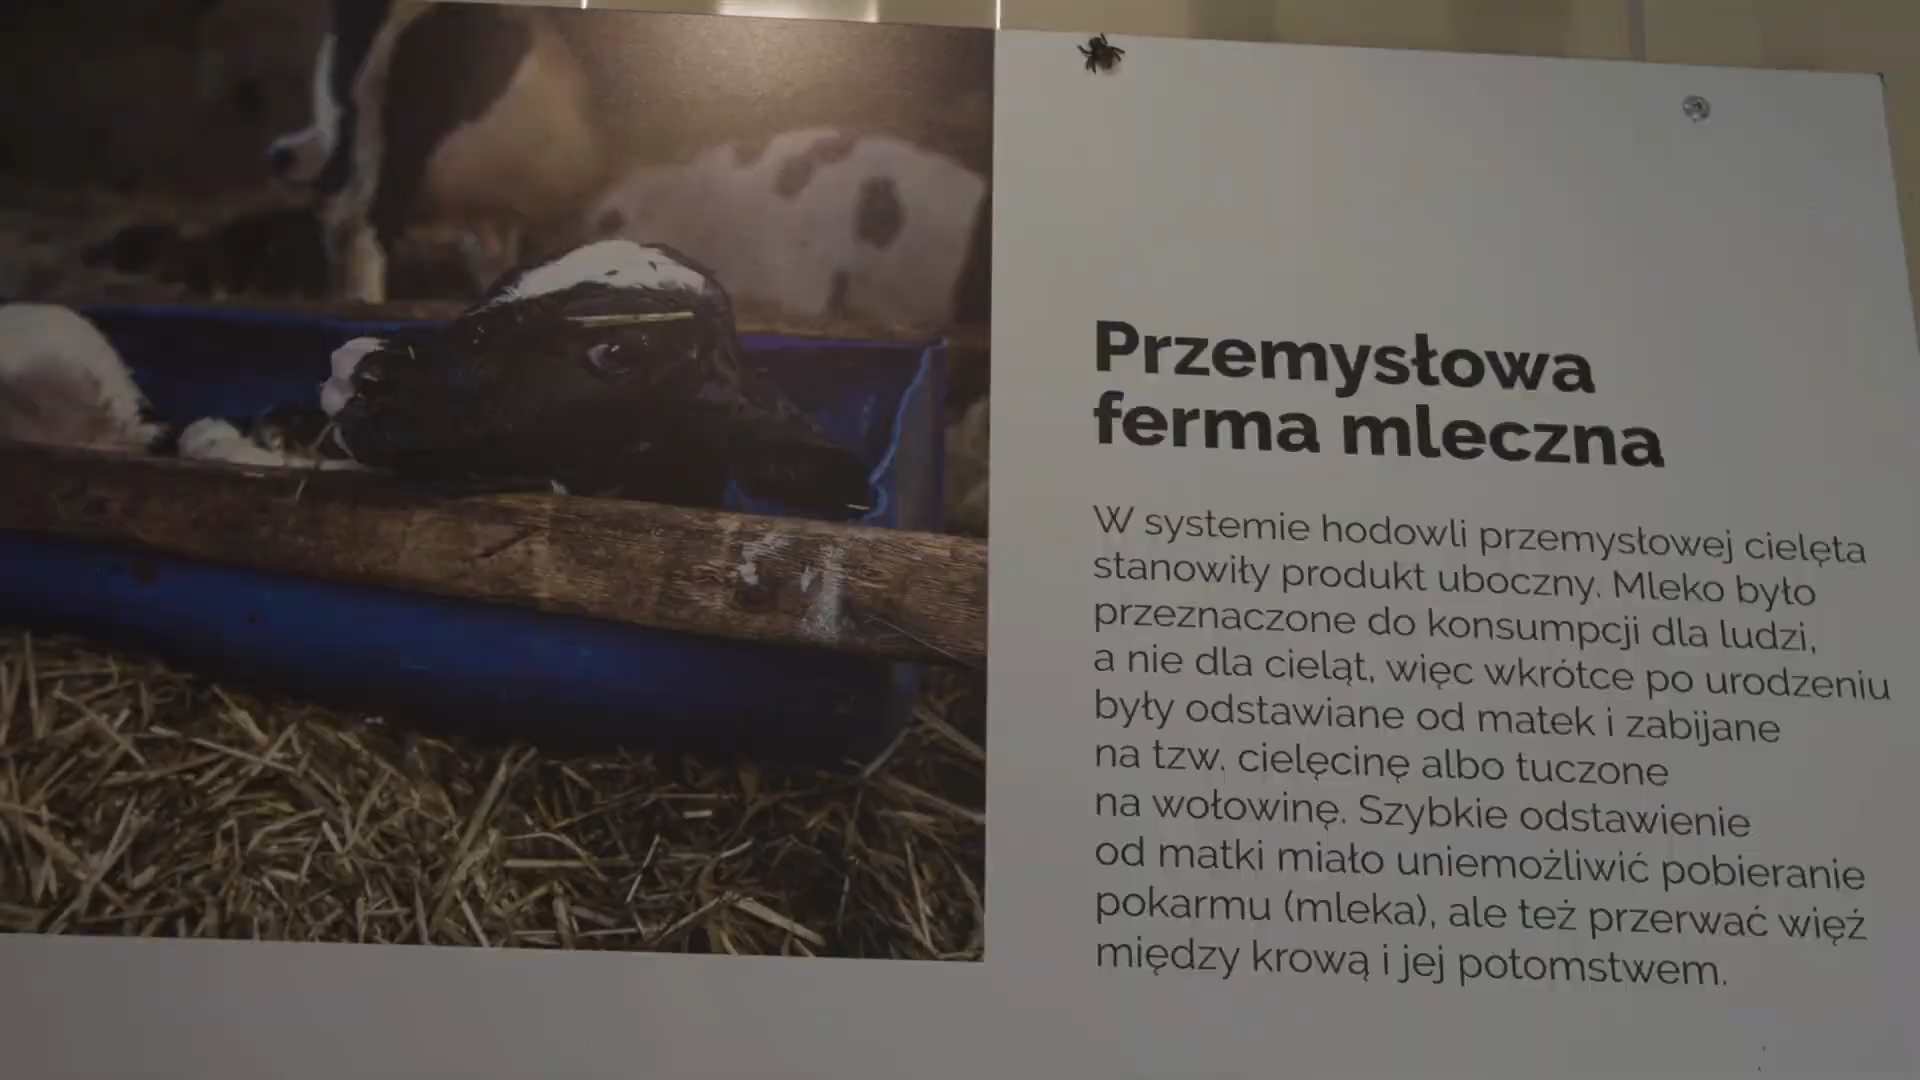 Przemysłowa
ferma mleczna
W systemie hodowli przemysłowej cielęta
stanowiły produkt uboczny. Mleko było
przeznaczone do konsumpcji dla ludzi,
a nie dla cieląt, więc wkrótce po urodzeniu
były odstawiane od matek i zabijane
na tzw. cielęcinę albo tuczone
na wołowinę. Szybkie odstawienie
od matki miało uniemożliwić pobieranie
pokarmu (mleka), ale też przerwać więź
między krową i jej potomstwem.